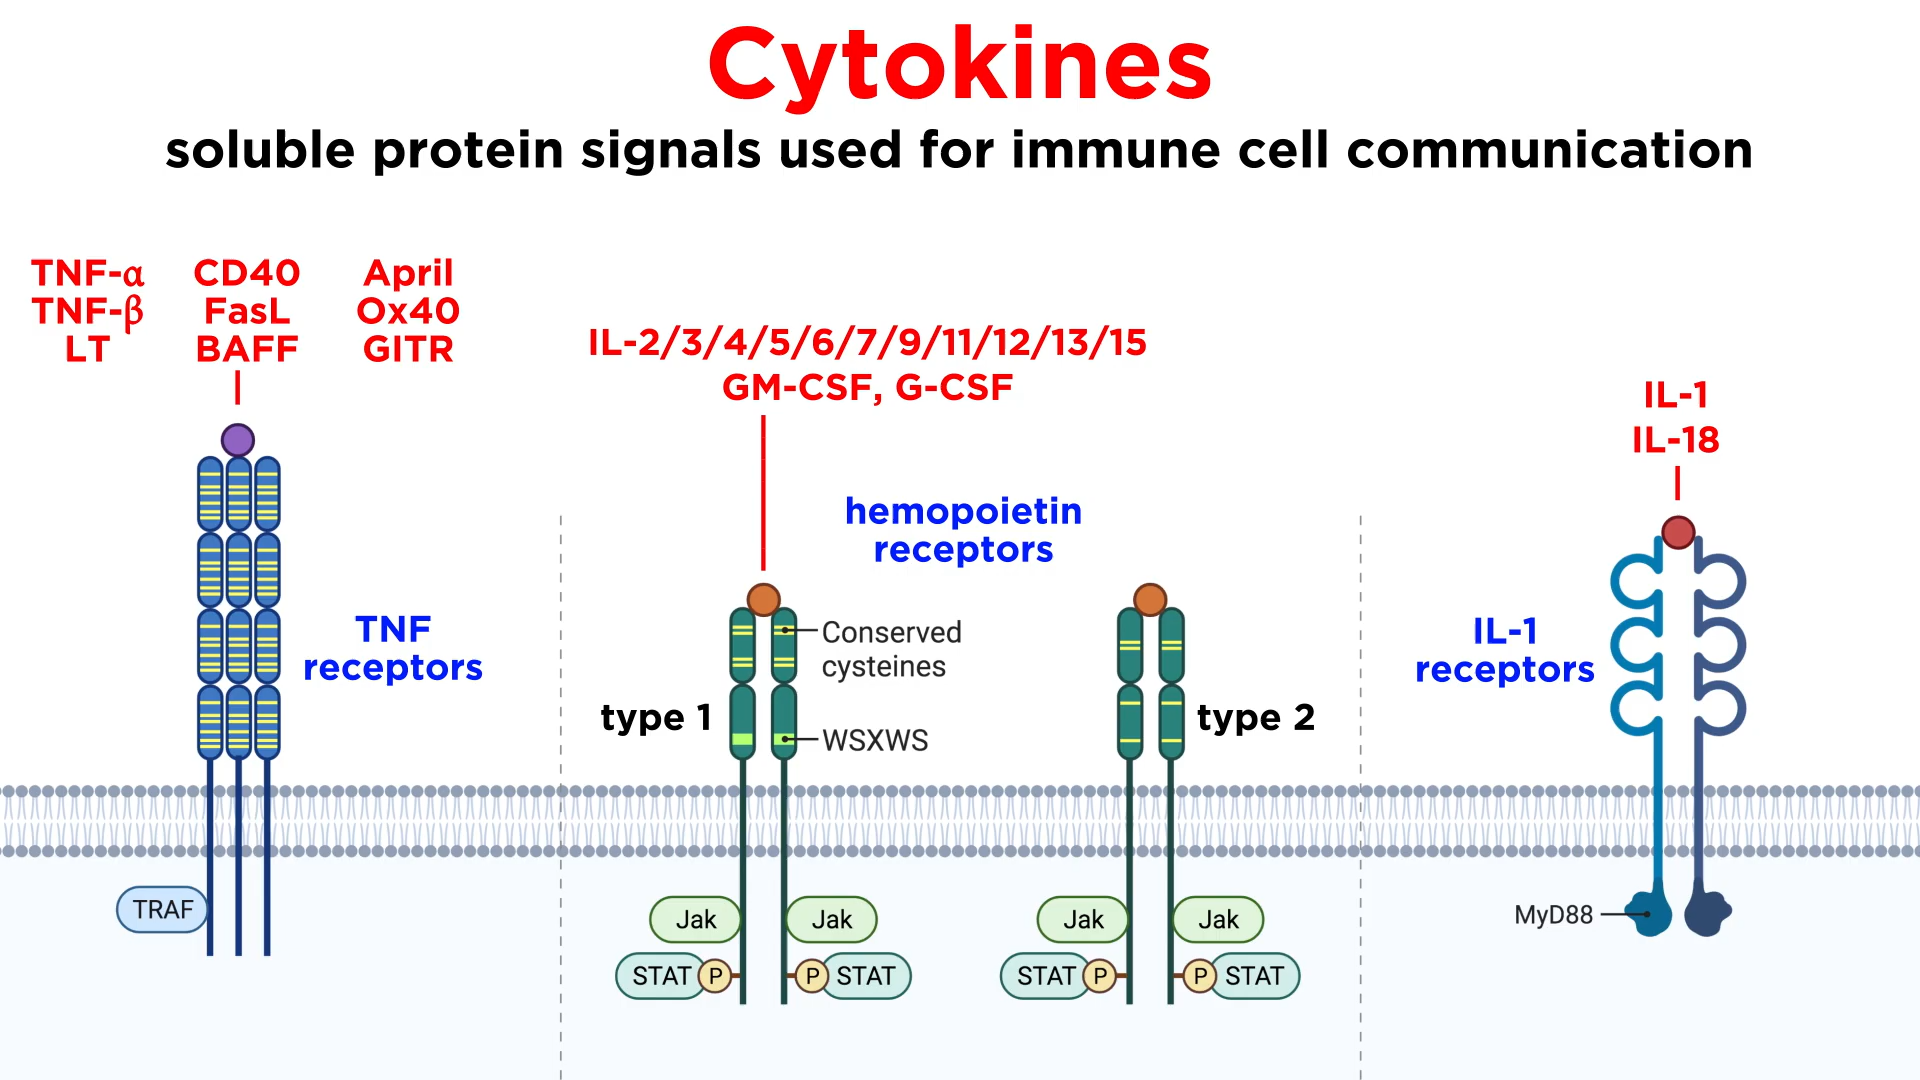 Cytokines
soluble protein signals used for immune cell communication
TNF-α
TNF-β
LT
CD40
FasL
BAFF
April
Ox40
GITR
TNF
receptors
TRAF
IL-2/3/4/5/6/7/9/11/12/13/15
GM-CSF, G-CSF
hemopoietin
receptors
Conserved
cysteines
type 1
WSXWS
type 2
Jak
Jak
STAT P
P STAT
Jak
Jak
STAT P
P STAT
IL-1
IL-18
IL-1
receptors
MyD88